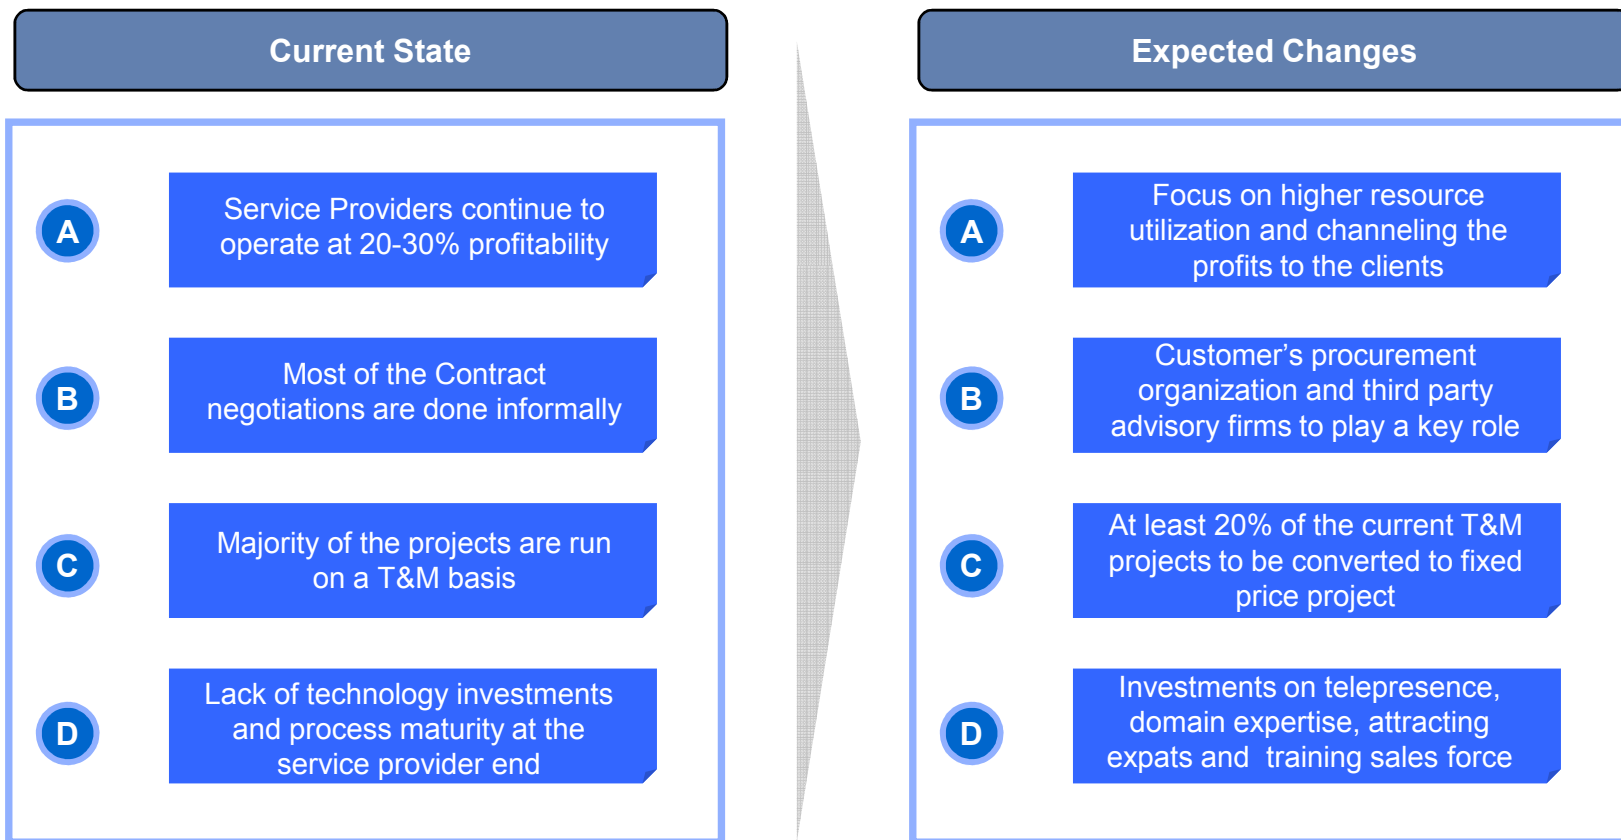 Current State
A
Service Providers continue to
operate at 20-30% profitability
B
Most of the Contract
negotiations are done informally
C
Majority of the projects are run
on a T&M basis
D
Lack of technology investments
and process maturity at the
service provider end
Expected Changes
A
Focus on higher resource
utilization and channeling the
profits to the clients
B
Customer’s procurement
organization and third party
advisory firms to play a key role
C
At least 20% of the current T&M
projects to be converted to fixed
price project
D
Investments on telepresence,
domain expertise, attracting
expats and  training sales force